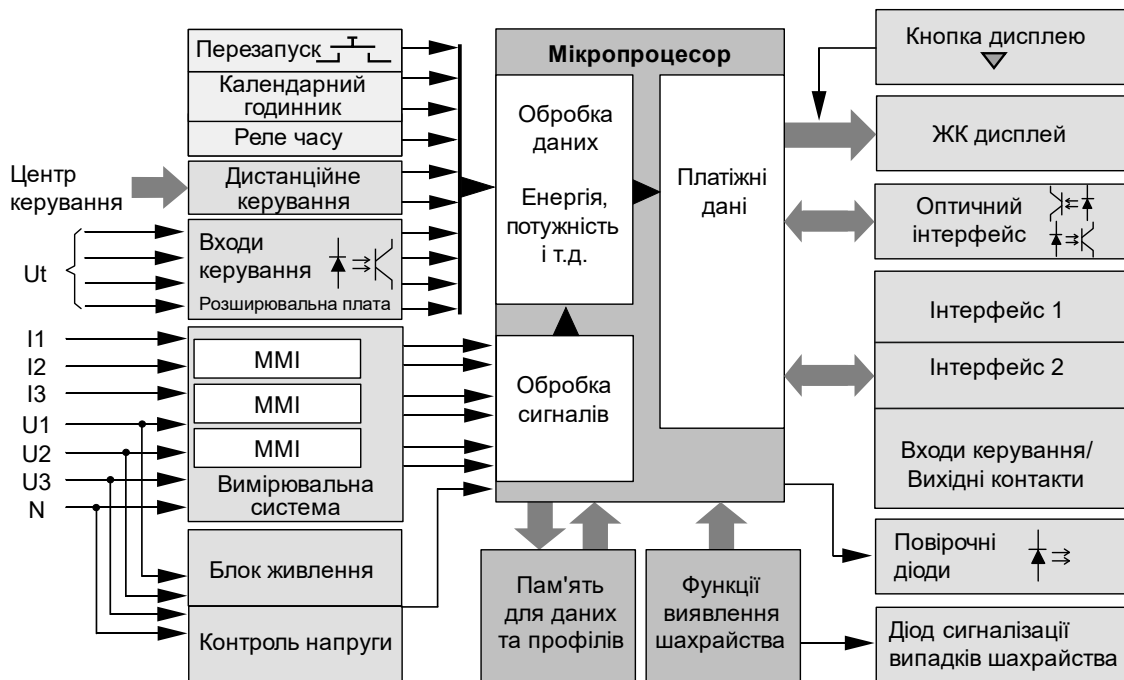 Перезапуск
Календарний
годинник
Реле часу
Центр
керування
Дистанційне
керування
Ut
Входи
керування
Розширювальна плата
I1
I2
I3
U1
U2
U3
N
MMI
MMI
MMI
Вимірювальна
система
Блок живлення
Контроль напруги
Мікропроцесор
Обробка
даних
Енергія,
потужність
і т.д.
Платіжні
дані
Обробка
сигналів
Пам'ять
для даних
та профілів
Функції
виявлення
шахрайства
Кнопка дисплею
ЖК дисплей
Оптичний
інтерфейс
Інтерфейс 1
Інтерфейс 2
Входи керування/
Вихідні контакти
Повірочні
діоди
Діод сигналізації
випадків шахрайства